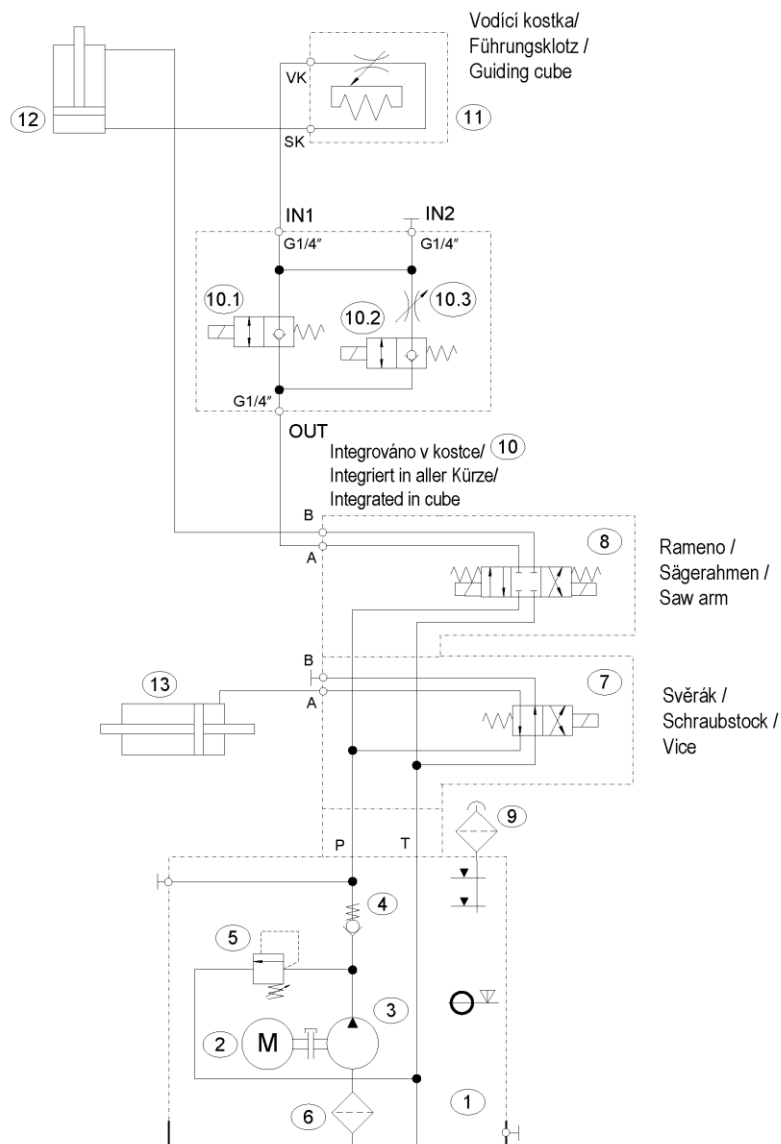 Vodící kostka/
Führungsklotz /
Guiding cube
VK
12
11
SK
IN1
IN2
G1/4"
G1/4"
10.1
10.3
10.2
G1/4"
OUT
Integrováno v kostce/
Integriert in aller Kürze/
Integrated in cube
10
B
A
8
Rameno /
Sägerahmen /
Saw arm
B
A
13
7
Svěrák /
Schraubstock /
Vice
P
T
9
4
5
3
2
M
6
1